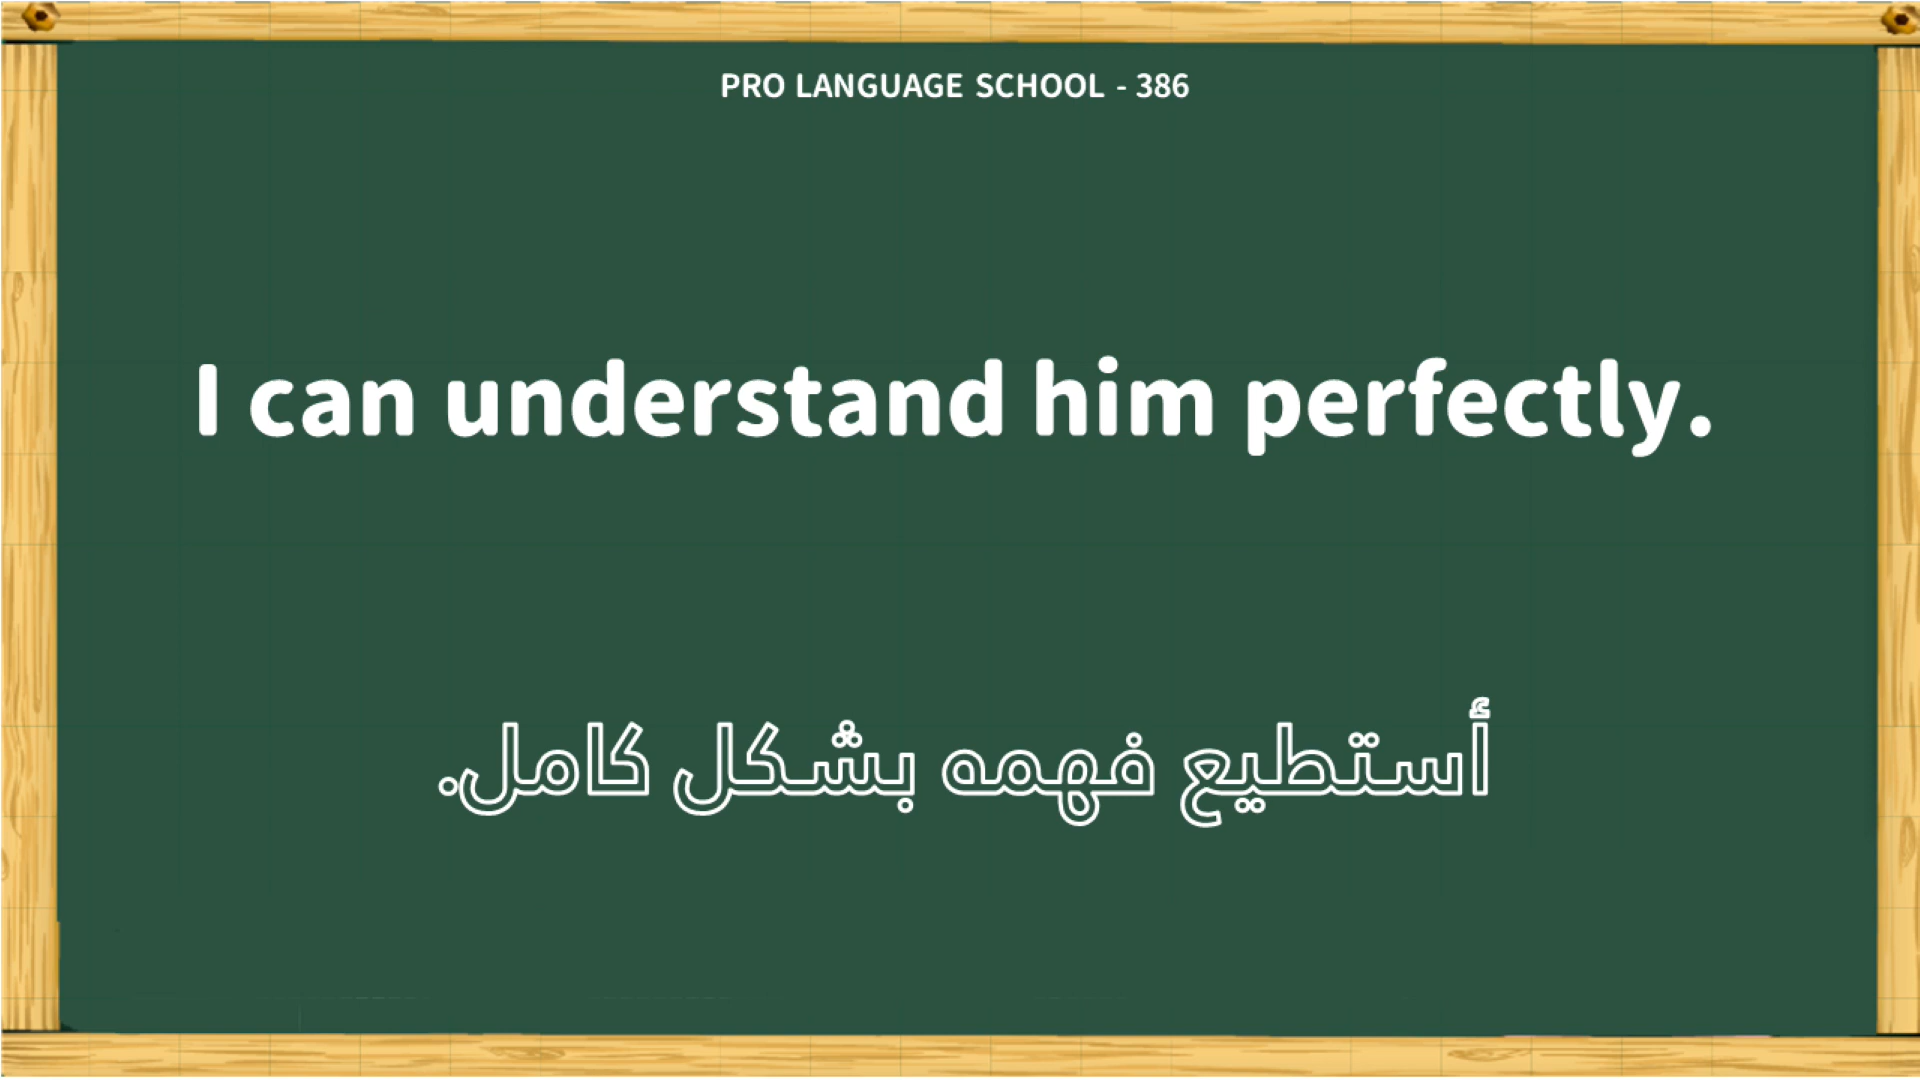 PRO LANGUAGE SCHOOL - 386
I can understand him perfectly.
أستطيع فهمه بشكل كامل.